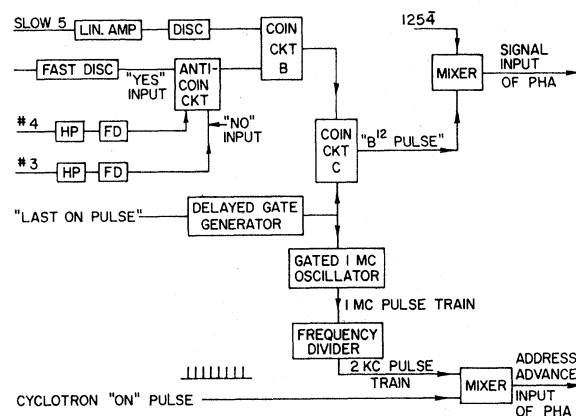 SLOW 5
LIN. AMP
DISC
COIN
CKT
B
FAST DISC
"YES"
INPUT
ANTI-
COIN
CKT
"NO"
INPUT
#4
HP
FD
#3
HP
FD
1254̄
MIXER
SIGNAL
INPUT
OF PHA
COIN
CKT
C
"B¹² PULSE"
"LAST ON PULSE"
DELAYED GATE
GENERATOR
GATED 1 MC
OSCILLATOR
1 MC PULSE TRAIN
FREQUENCY
DIVIDER
2 KC PULSE
TRAIN
CYCLOTRON "ON" PULSE
MIXER
ADDRESS
ADVANCE
INPUT
OF PHA